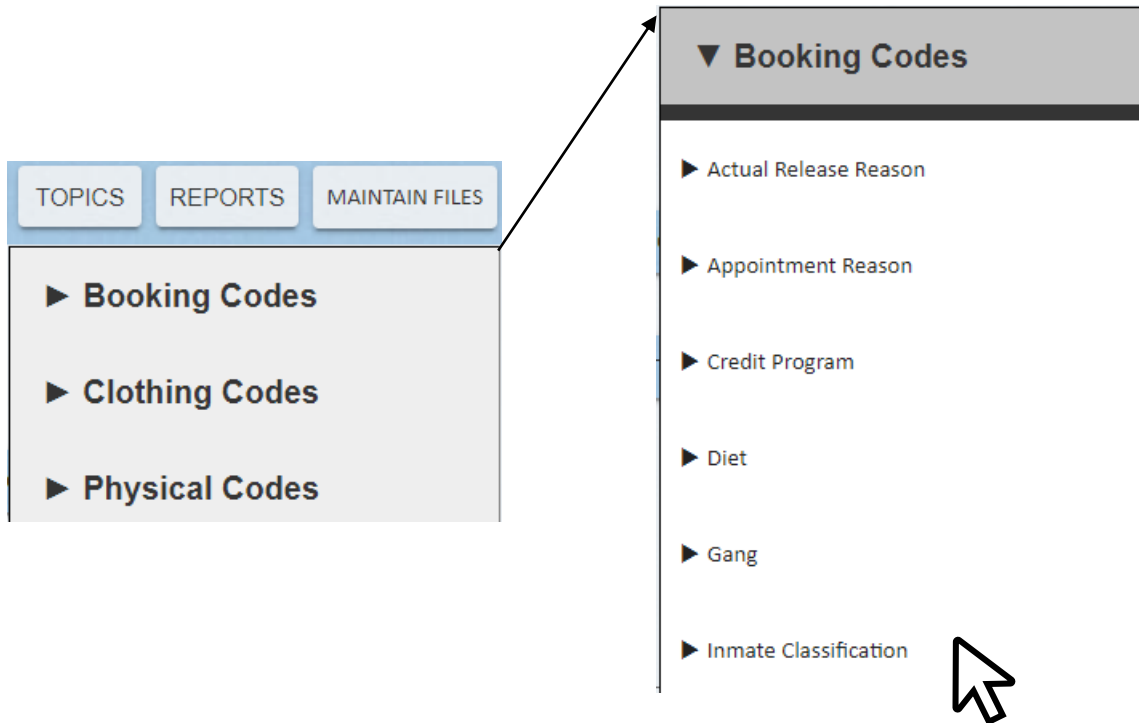 TOPICS REPORTS MAINTAIN FILES
► Booking Codes
► Clothing Codes
► Physical Codes
▼ Booking Codes
► Actual Release Reason
► Appointment Reason
► Credit Program
► Diet
► Gang
► Inmate Classification